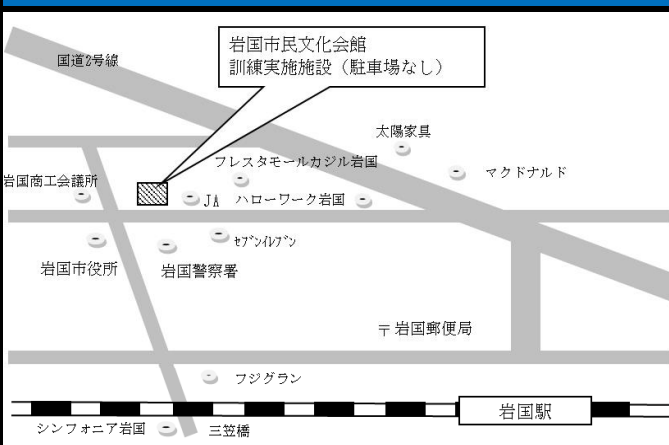 岩国市民文化会館
訓練実施施設（駐車場なし）
国道2号線
太陽家具
フレスタモールカジル岩国
マクドナルド
岩国商工会議所
JA
ハローワーク岩国
ｾﾌﾞﾝｲﾚﾌﾞﾝ
岩国市役所
岩国警察署
〒岩国郵便局
フジグラン
岩国駅
シンフォニア岩国
三笠橋